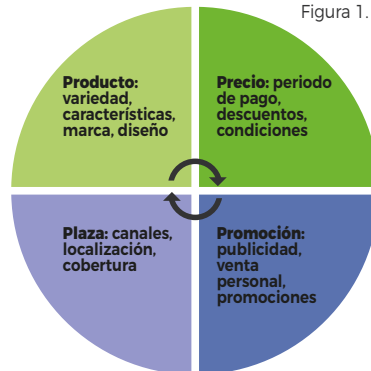 Figura 1.
Producto:
variedad,
características,
marca, diseño
Precio: periodo
de pago,
descuentos,
condiciones
Plaza: canales,
localización,
cobertura
Promoción:
publicidad,
venta
personal,
promociones